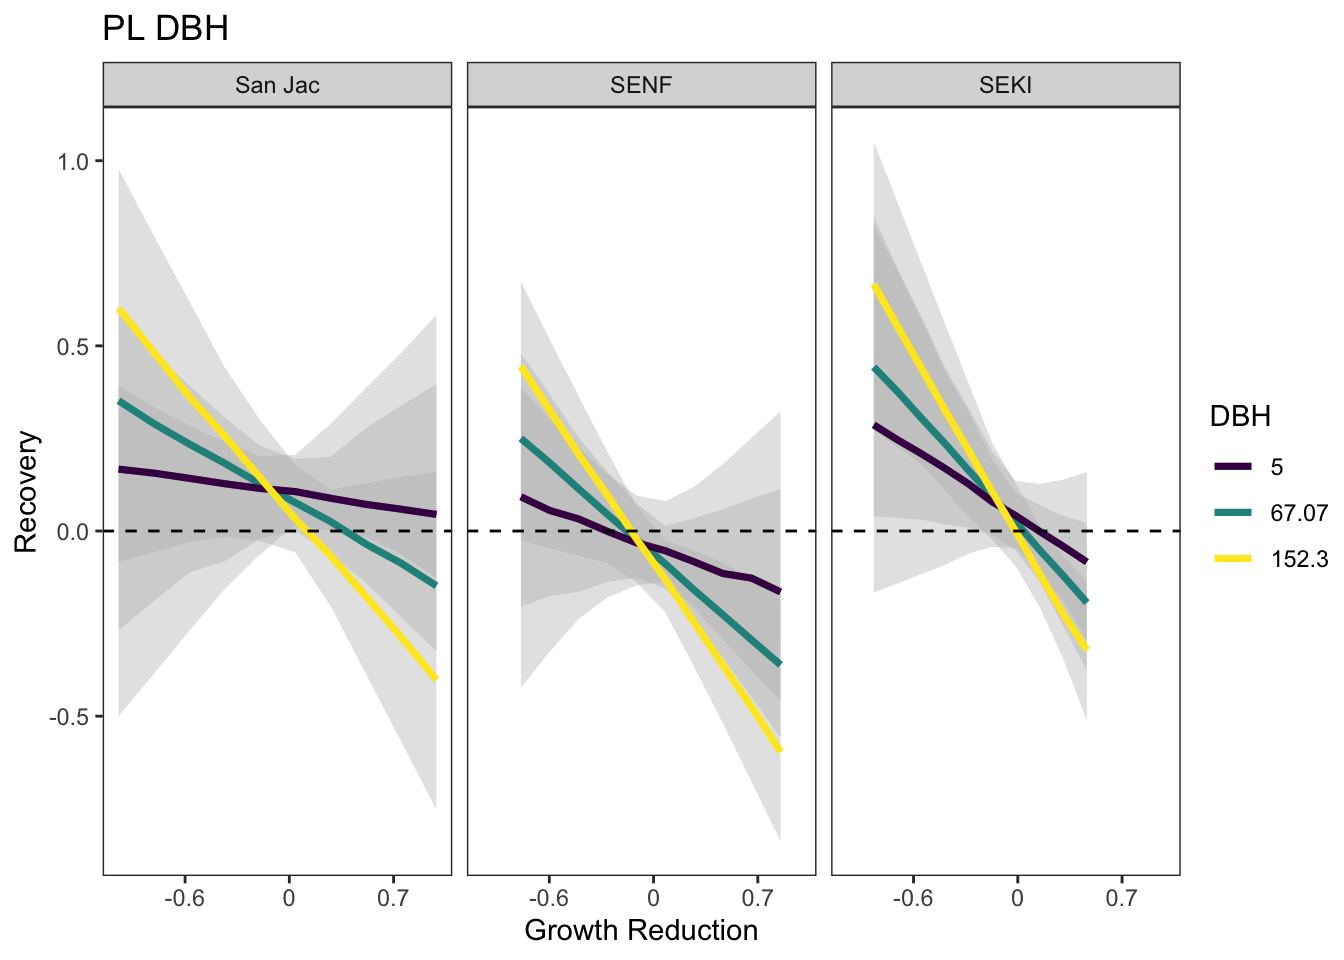 PL DBH
San Jac
SENF
SEKI
1.0
0.5
0.0
-0.5
Recovery
-0.6 0 0.7
-0.6 0 0.7
-0.6 0 0.7
Growth Reduction
DBH
5
67.07
152.3